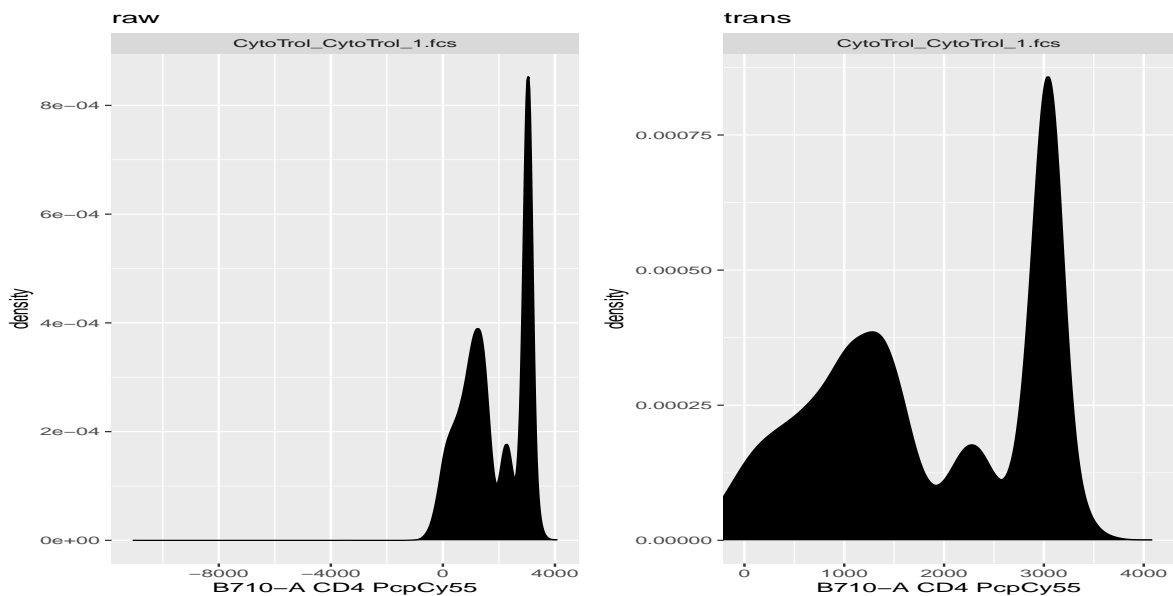 raw
CytoTrol_CytoTrol_1.fcs
8e−04
6e−04
4e−04
2e−04
0e+00
density
−8000 −4000 0 4000
B710−A CD4 PcpCy55
trans
CytoTrol_CytoTrol_1.fcs
0.00075
0.00050
0.00025
0.00000
density
0 1000 2000 3000 4000
B710−A CD4 PcpCy55